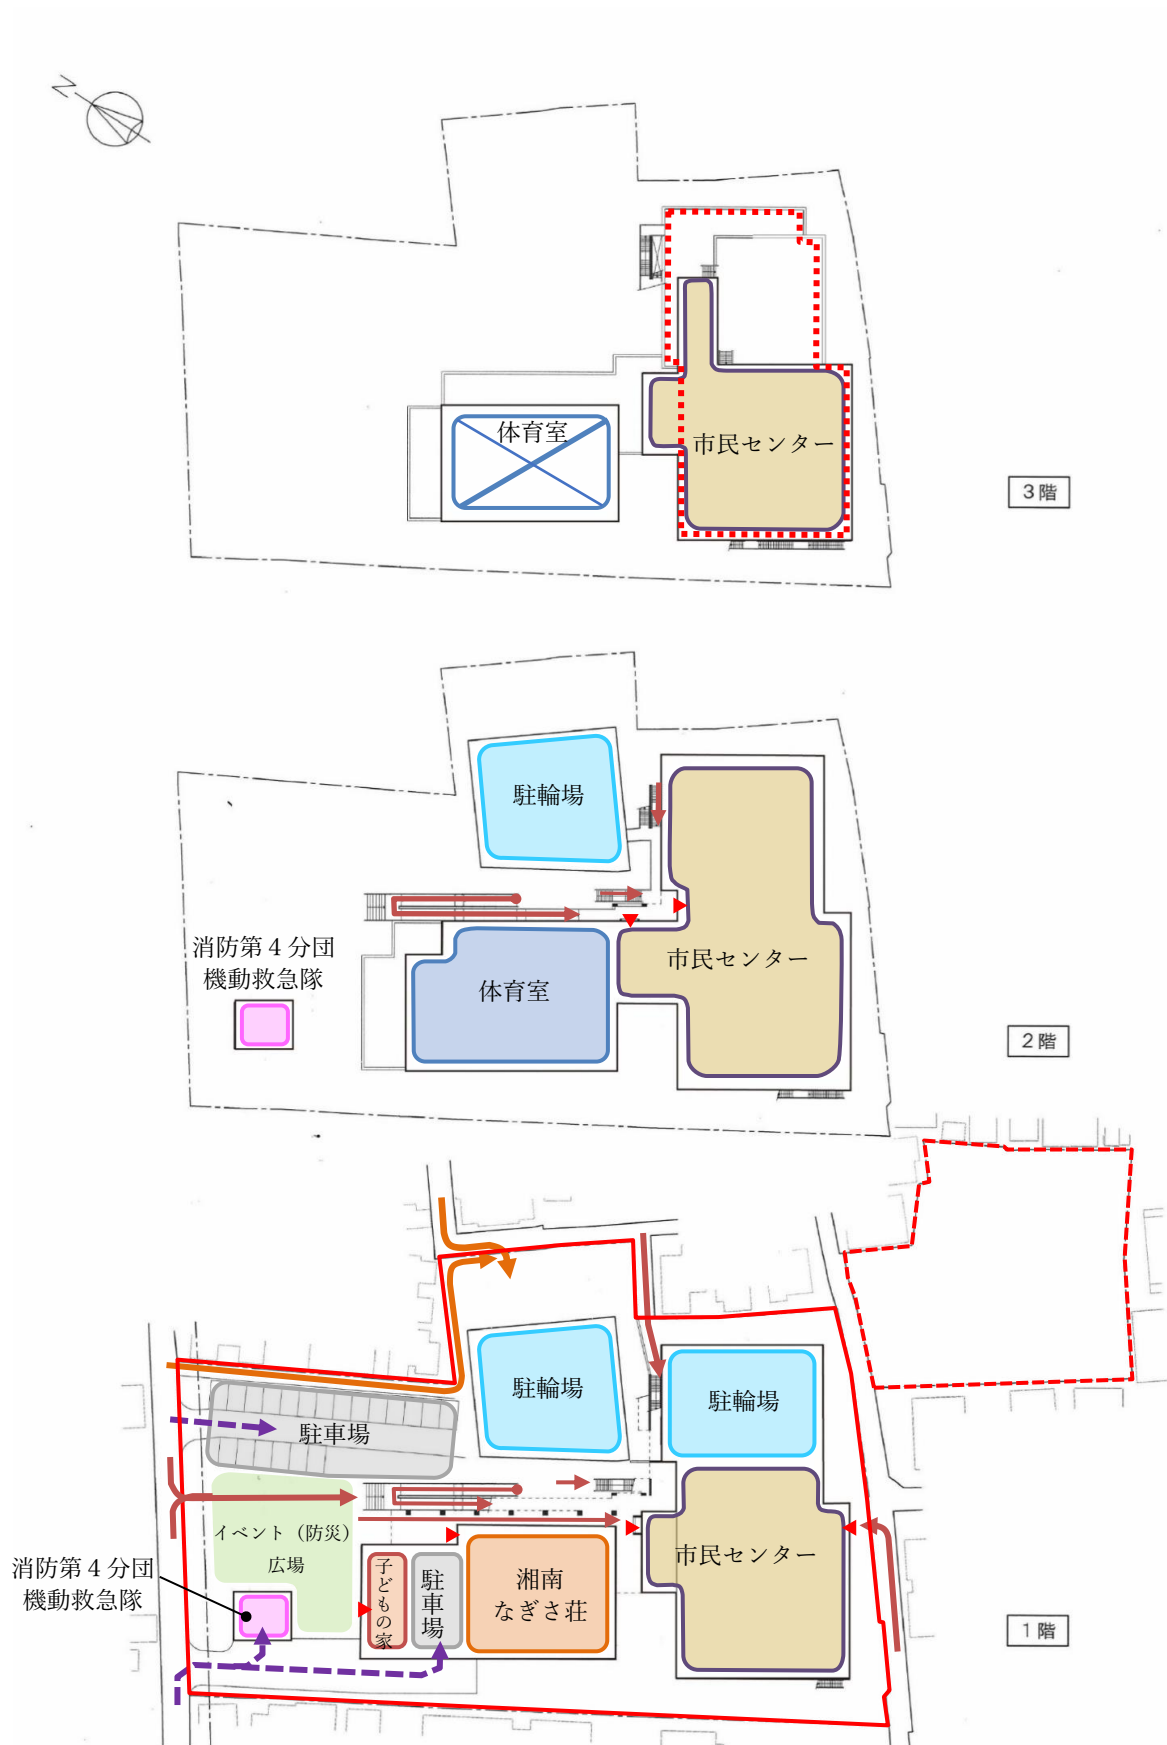 N
体育室
市民センター
3階
駐輪場
消防第4分団
機動救急隊
体育室
市民センター
2階
駐輪場
駐輪場
駐車場
イベント（防災）
広場
消防第4分団
機動救急隊
子どもの家
駐車場
湘南
なぎさ荘
市民センター
1階